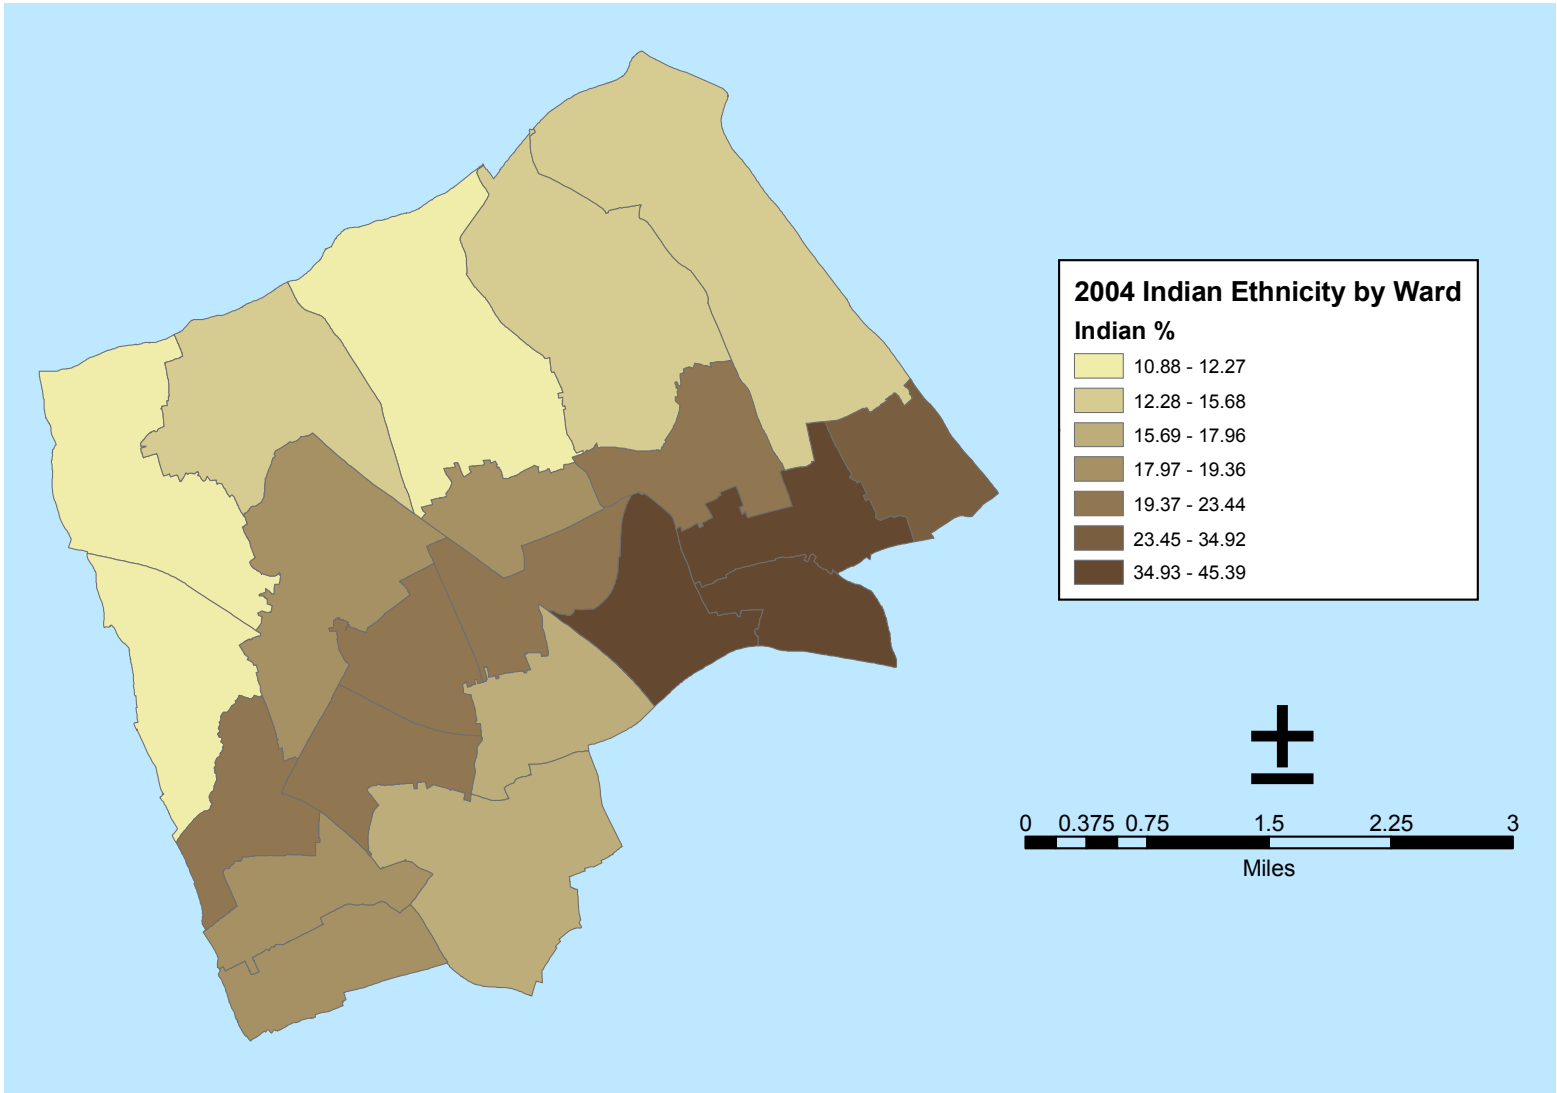 2004 Indian Ethnicity by Ward
Indian %
10.88 - 12.27
12.28 - 15.68
15.69 - 17.96
17.97 - 19.36
19.37 - 23.44
23.45 - 34.92
34.93 - 45.39
0 0.375 0.75 1.5 2.25 3
Miles